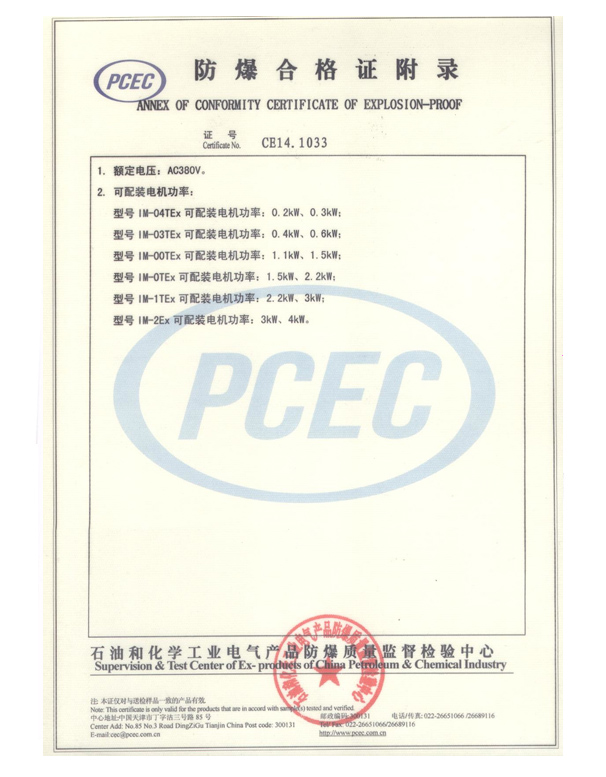 PCEC
防爆合格证附录
ANNEX OF CONFORMITY CERTIFICATE OF EXPLOSION-PROOF
证 号
Certificate No. CE14.1033
1. 额定电压：AC380V。
2. 可配装电机功率：
型号 IM-04TEx 可配装电机功率：0.2kW、0.3kW；
型号 IM-03TEx 可配装电机功率：0.4kW、0.6kW；
型号 IM-00TEx 可配装电机功率：1.1kW、1.5kW；
型号 IM-0TEx 可配装电机功率：1.5kW、2.2kW；
型号 IM-1TEx 可配装电机功率：2.2kW、3kW；
型号 IM-2Ex 可配装电机功率：3kW、4kW。
PCEC
石油和化学工业电气产品防爆质量监督检验中心
Supervision & Test Center of Ex- products of China Petroleum & Chemical Industry
注: 本证仅对与送检样品一致的产品有效.
Note: This certificate is only valid for the products that are in accord with sample(s) tested and verified.
中心地址:中国天津市丁字沽三号路 85 号 邮政编码:300131 电话/传真: 022-26651066 /26689116
Center Add: No.85 No.3 Road DingZiGu Tianjin China Post code: 300131 Tel/Fax: 022-26651066/26689116
E-mail:cec@pcec.com.cn http://www.pcec.com.cn